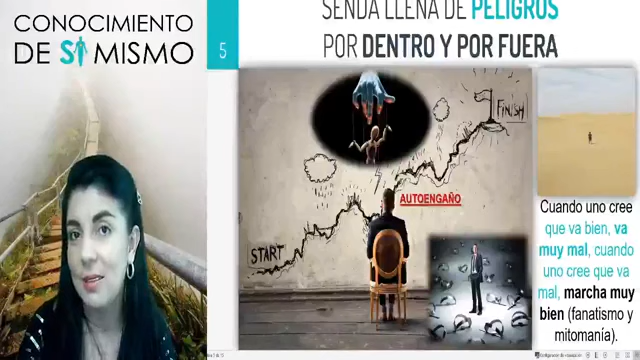 CONOCIMIENTO
DE SÍ MISMO
5
SENDA LLENA DE PELIGROS
POR DENTRO Y POR FUERA
FINISH
AUTOENGAÑO
START
Cuando uno cree
que va bien, va
muy mal, cuando
uno cree que va
mal, marcha muy
bien (fanatismo y
mitomanía).